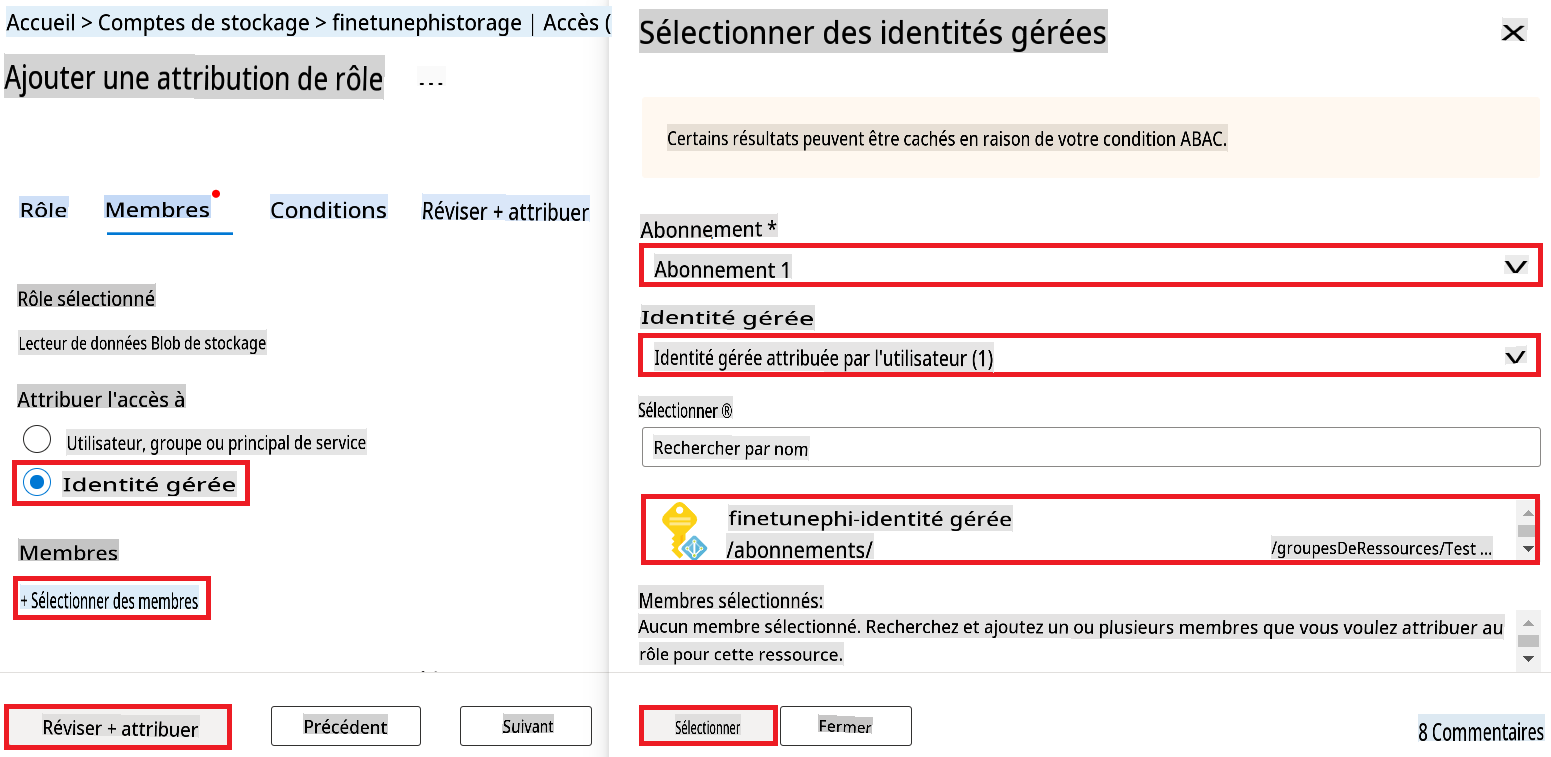 Accueil > Comptes de stockage > finetunephistorage | Accès (
Ajouter une attribution de rôle ...
Rôle Membres Conditions Réviser + attribuer
Rôle sélectionné
Lecteur de données Blob de stockage
Attribuer l'accès à
Utilisateur, groupe ou principal de service
Identité gérée
Membres
+ Sélectionner des membres
Réviser + attribuer Précédent Suivant
Sélectionner des identités gérées
Certains résultats peuvent être cachés en raison de votre condition ABAC.
Abonnement *
Abonnement 1
Identité gérée
Identité gérée attribuée par l'utilisateur (1)
Sélectionner ®
Rechercher par nom
finetunephi-identité gérée
/abonnements/ /groupesDeRessources/Test ...
Membres sélectionnés:
Aucun membre sélectionné. Recherchez et ajoutez un ou plusieurs membres que vous voulez attribuer au
rôle pour cette ressource.
Sélectionner Fermer
8 Commentaires